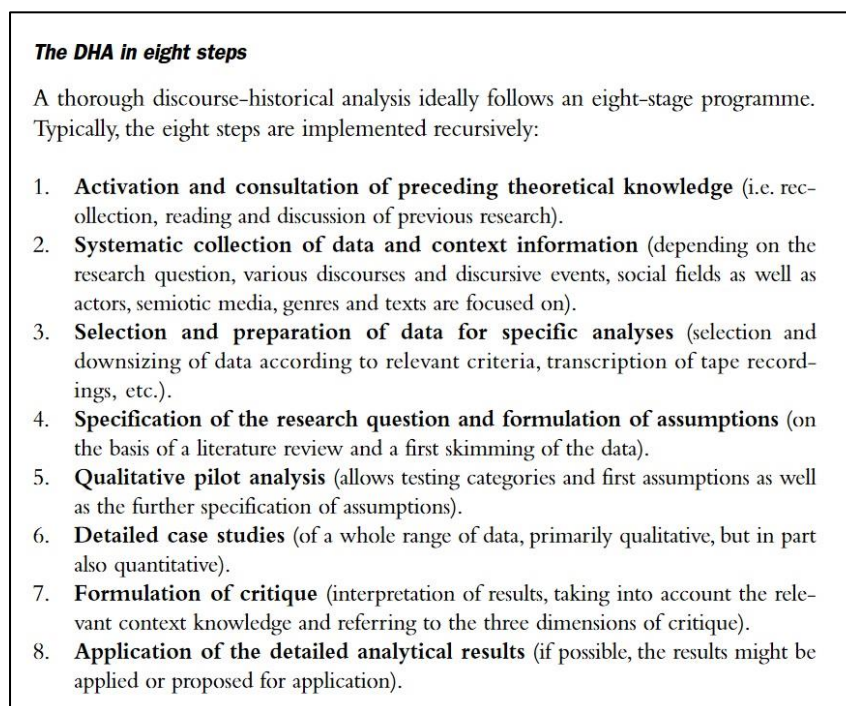 The DHA in eight steps
A thorough discourse-historical analysis ideally follows an eight-stage programme.
Typically, the eight steps are implemented recursively:
1. Activation and consultation of preceding theoretical knowledge (i.e. rec-
ollection, reading and discussion of previous research).
2. Systematic collection of data and context information (depending on the
research question, various discourses and discursive events, social fields as well as
actors, semiotic media, genres and texts are focused on).
3. Selection and preparation of data for specific analyses (selection and
downsizing of data according to relevant criteria, transcription of tape record-
ings, etc.).
4. Specification of the research question and formulation of assumptions (on
the basis of a literature review and a first skimming of the data).
5. Qualitative pilot analysis (allows testing categories and first assumptions as well
as the further specification of assumptions).
6. Detailed case studies (of a whole range of data, primarily qualitative, but in part
also quantitative).
7. Formulation of critique (interpretation of results, taking into account the rele-
vant context knowledge and referring to the three dimensions of critique).
8. Application of the detailed analytical results (if possible, the results might be
applied or proposed for application).